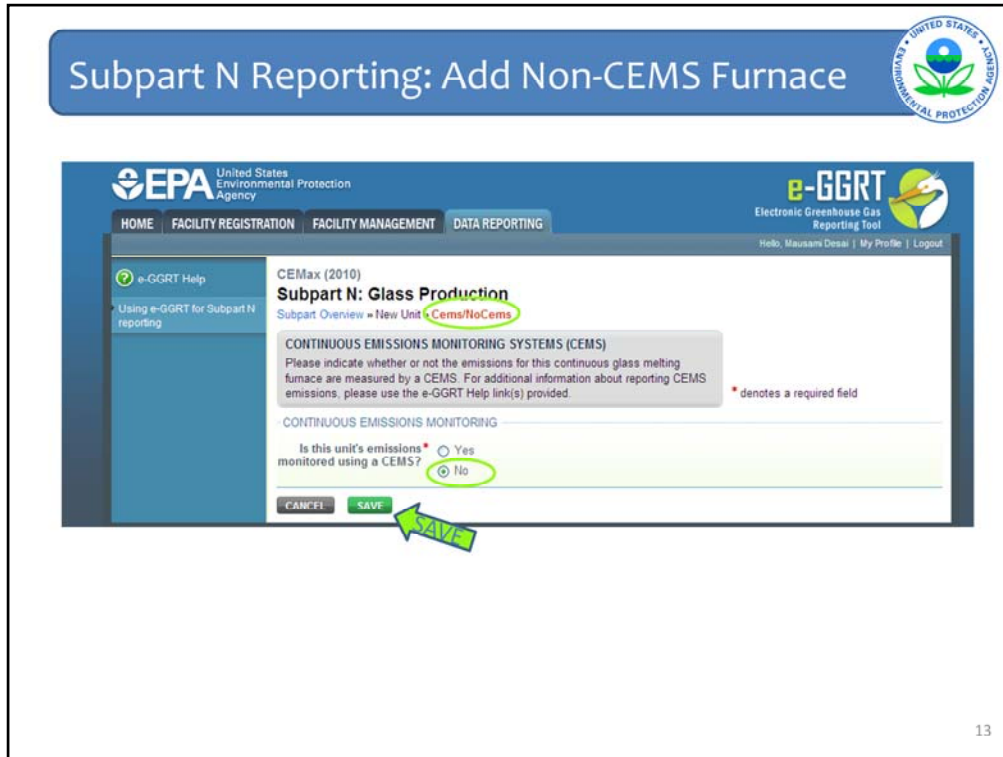 Subpart N Reporting: Add Non-CEMS Furnace
UNITED STATES
ENVIRONMENTAL PROTECTION AGENCY
EPA United States
Environmental Protection
Agency
e-GGRT
Electronic Greenhouse Gas
Reporting Tool
HOME FACILITY REGISTRATION FACILITY MANAGEMENT DATA REPORTING
Hello, Mausami Desai | My Profile | Logout
? e-GGRT Help
Using e-GGRT for Subpart N
reporting
CEMax (2010)
Subpart N: Glass Production
Subpart Overview » New Unit » Cems/NoCems
CONTINUOUS EMISSIONS MONITORING SYSTEMS (CEMS)
Please indicate whether or not the emissions for this continuous glass melting
furnace are measured by a CEMS. For additional information about reporting CEMS
emissions, please use the e-GGRT Help link(s) provided.
* denotes a required field
CONTINUOUS EMISSIONS MONITORING
Is this unit's emissions * Yes
monitored using a CEMS? No
CANCEL SAVE
SAVE
13